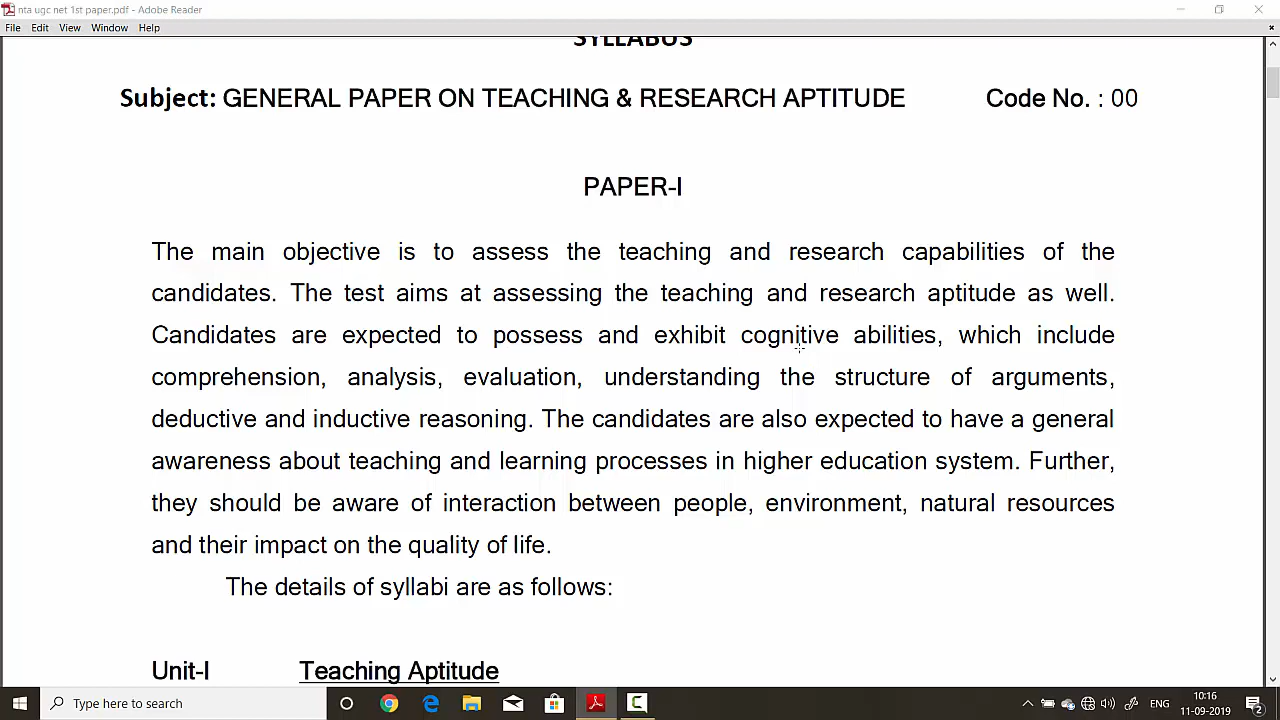 nta ugc net 1st paper.pdf - Adobe Reader
File Edit View Window Help
SYLLABUS
Subject: GENERAL PAPER ON TEACHING & RESEARCH APTITUDE Code No. : 00
PAPER-I
The main objective is to assess the teaching and research capabilities of the
candidates. The test aims at assessing the teaching and research aptitude as well.
Candidates are expected to possess and exhibit cognitive abilities, which include
comprehension, analysis, evaluation, understanding the structure of arguments,
deductive and inductive reasoning. The candidates are also expected to have a general
awareness about teaching and learning processes in higher education system. Further,
they should be aware of interaction between people, environment, natural resources
and their impact on the quality of life.
The details of syllabi are as follows:
Unit-I Teaching Aptitude
Type here to search
ENG
10:16
11-09-2019
2